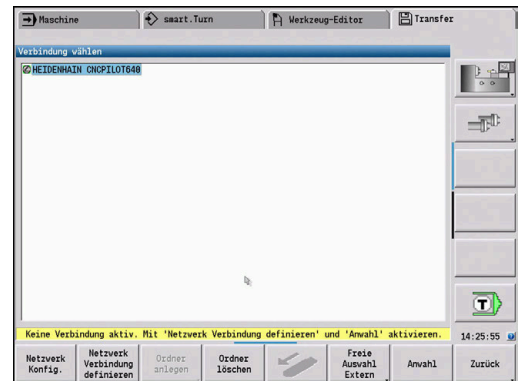 Maschine
smart.Turn
Werkzeug-Editor
Transfer
Verbindung wählen
HEIDENHAIN CNCPILOT640
T
Keine Verbindung aktiv. Mit 'Netzwerk Verbindung definieren' und 'Anwahl' aktivieren.
14:25:55
Netzwerk Konfig.
Netzwerk Verbindung definieren
Ordner anlegen
Ordner löschen
Freie Auswahl Extern
Anwahl
Zurück